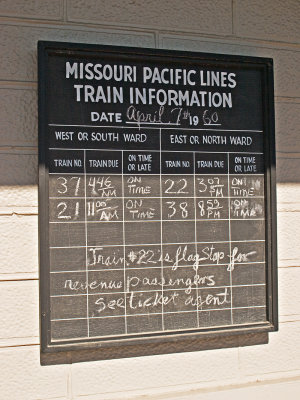 MISSOURI PACIFIC LINES
TRAIN INFORMATION
DATE April 7th 1960
WEST OR SOUTH WARD EAST OR NORTH WARD
TRAIN NO. TRAIN DUE ON TIME OR LATE TRAIN NO. TRAIN DUE ON TIME OR LATE
37 4:46 AM ON TIME 22 3:07 PM ON TIME
21 11:05 AM ON TIME 38 8:59 PM ON TIME
Train #22 is flag stop for
revenue passengers
see ticket agent